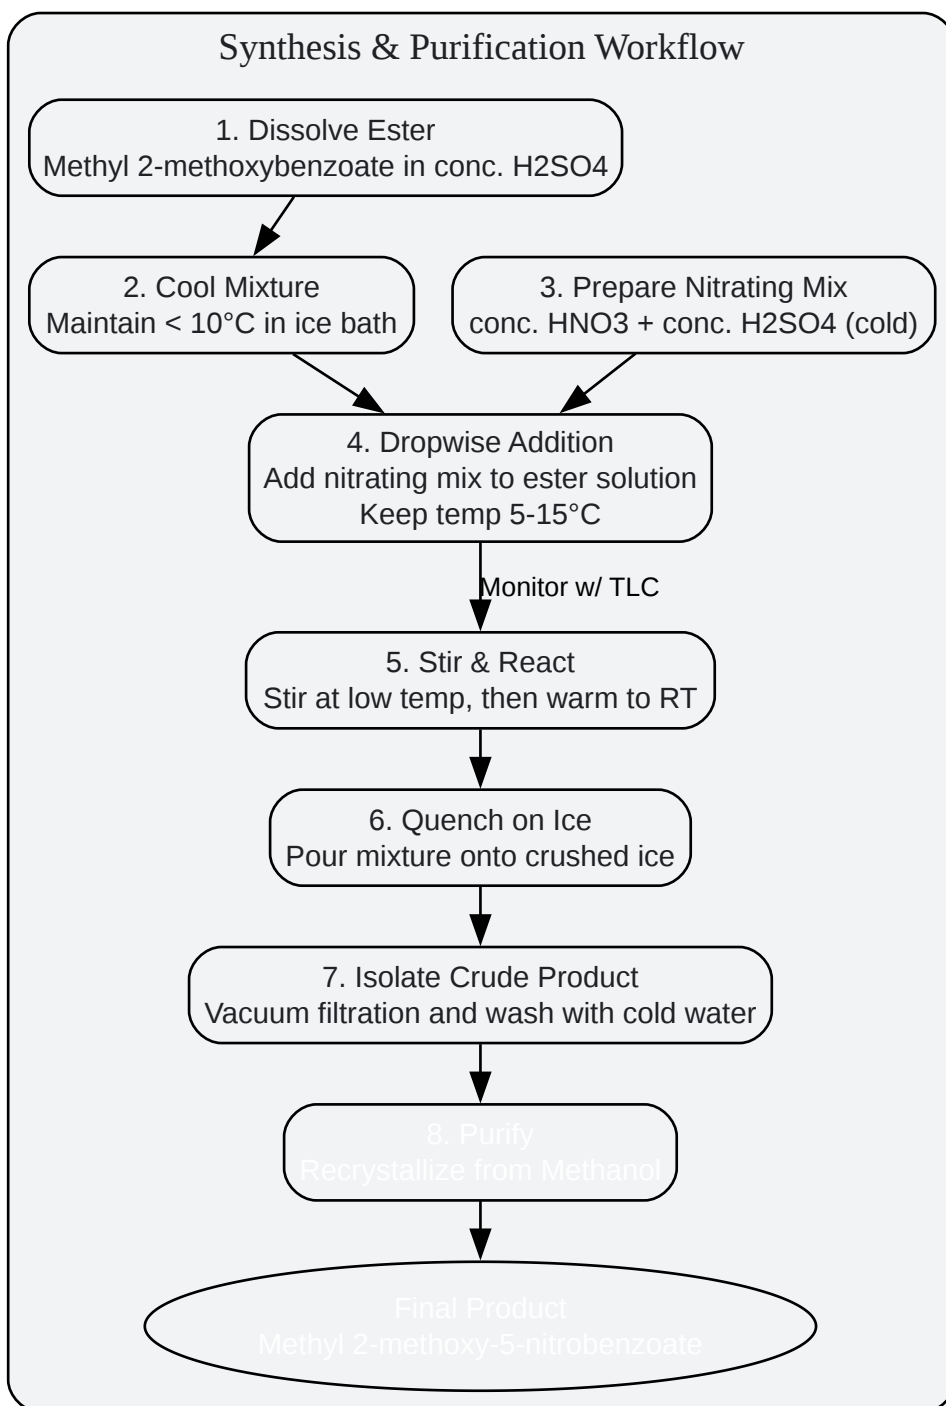 Synthesis & Purification Workflow
1. Dissolve Ester
Methyl 2-methoxybenzoate in conc. H2SO4
2. Cool Mixture
Maintain < 10°C in ice bath
3. Prepare Nitrating Mix
conc. HNO3 + conc. H2SO4 (cold)
4. Dropwise Addition
Add nitrating mix to ester solution
Keep temp 5-15°C
Monitor w/ TLC
5. Stir & React
Stir at low temp, then warm to RT
6. Quench on Ice
Pour mixture onto crushed ice
7. Isolate Crude Product
Vacuum filtration and wash with cold water
8. Purify
Recrystallize from Methanol
Final Product
Methyl 2-methoxy-5-nitrobenzoate